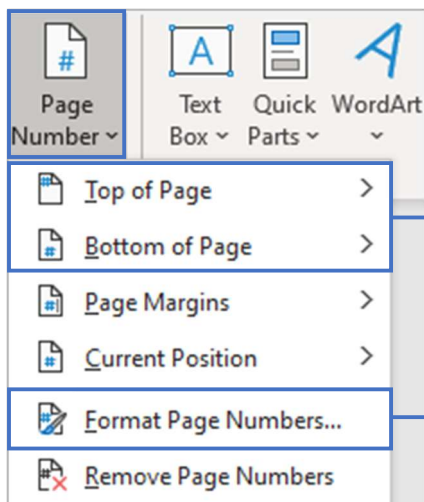 Page Number
Text Box
Quick Parts
WordArt
Top of Page
Bottom of Page
Page Margins
Current Position
Format Page Numbers...
Remove Page Numbers